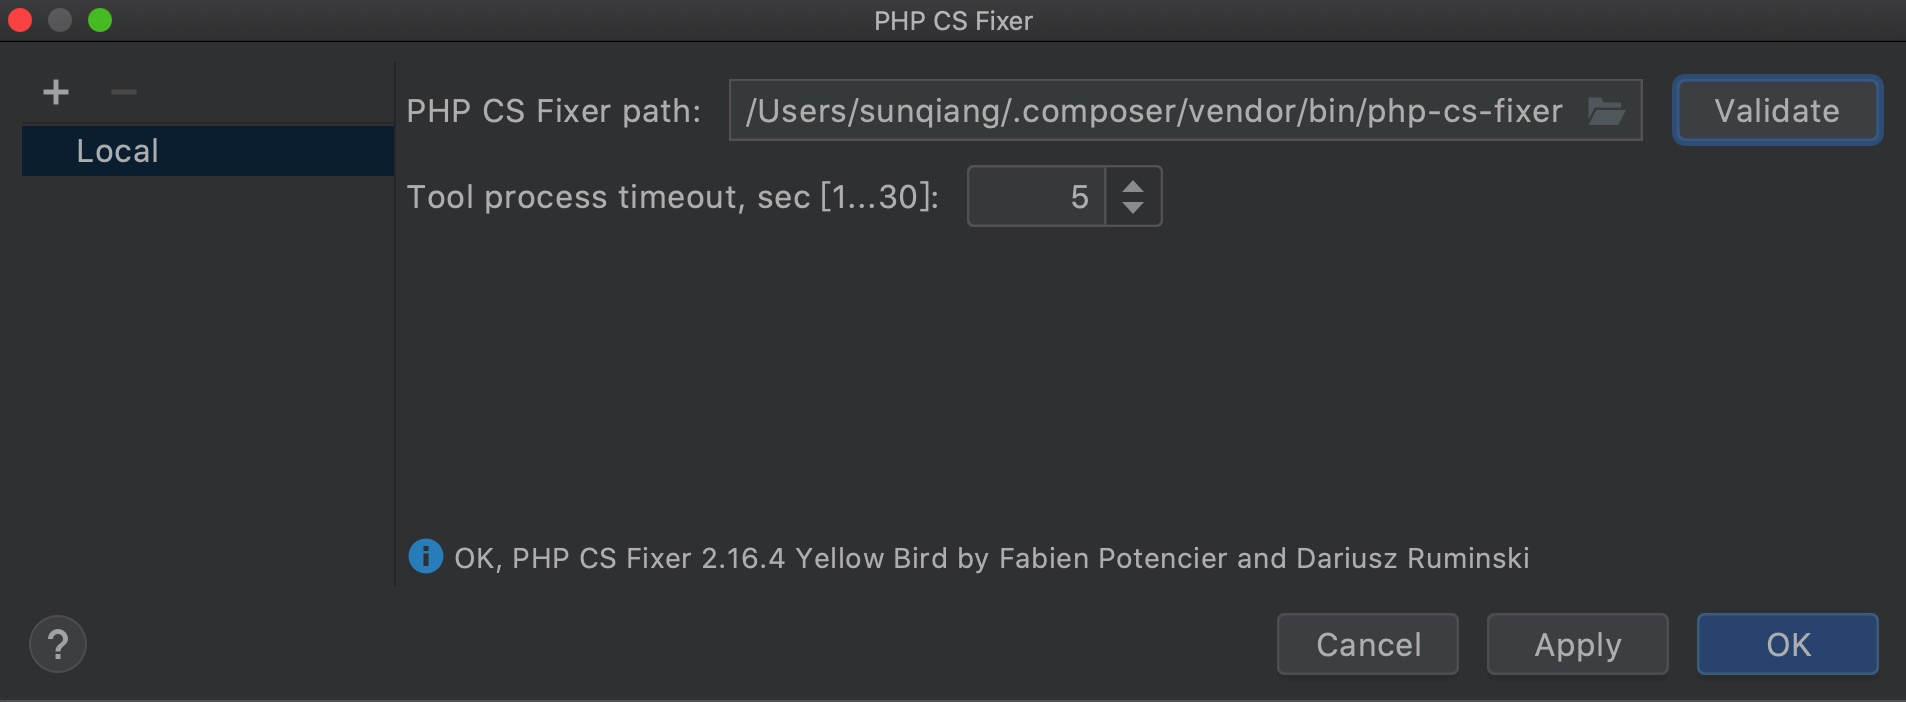 PHP CS Fixer
Local
PHP CS Fixer path: /Users/sunqiang/.composer/vendor/bin/php-cs-fixer Validate
Tool process timeout, sec [1...30]: 5
OK, PHP CS Fixer 2.16.4 Yellow Bird by Fabien Potencier and Dariusz Ruminski
? Cancel Apply OK